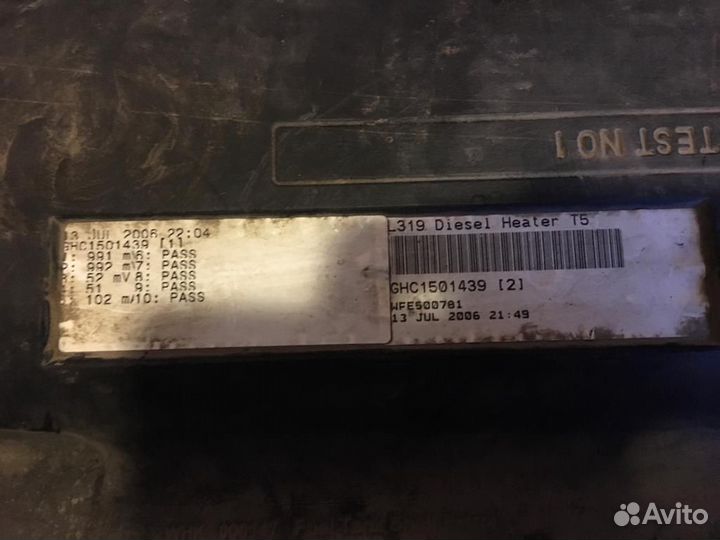 TEST NO 1
13 JUL 2006 22:04
GHC1501439 [1]
: 991 m6: PASS
: 992 m7: PASS
: 52 mV8: PASS
: 51 9: PASS
: 102 m/10: PASS
L319 Diesel Heater T5
GHC1501439 [2]
WFE500781
13 JUL 2006 21:49
Avito